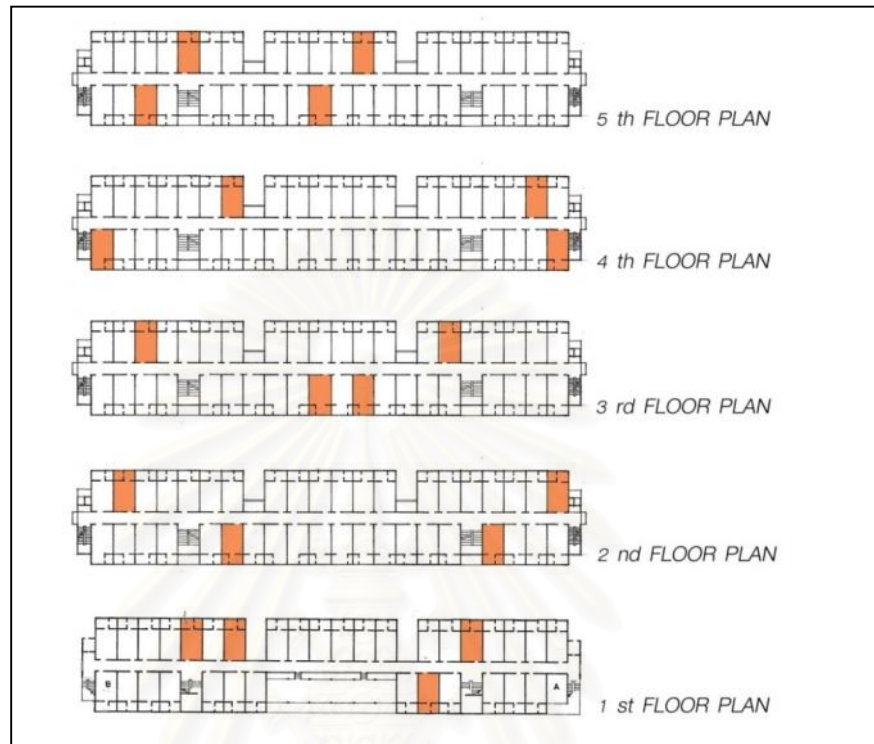 5 th FLOOR PLAN
4 th FLOOR PLAN
3 rd FLOOR PLAN
2 nd FLOOR PLAN
B
A
1 st FLOOR PLAN